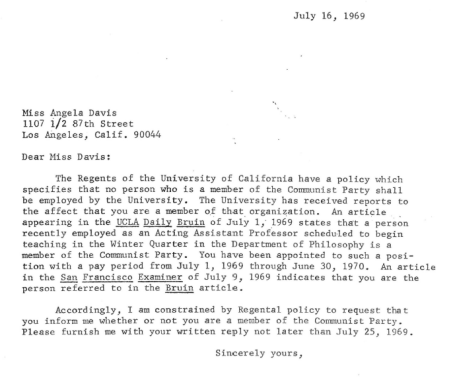 July 16, 1969
Miss Angela Davis
1107 1/2 87th Street
Los Angeles, Calif. 90044
Dear Miss Davis:
The Regents of the University of California have a policy which
specifies that no person who is a member of the Communist Party shall
be employed by the University. The University has received reports to
the affect that you are a member of that organization. An article
appearing in the UCLA Daily Bruin of July 1, 1969 states that a person
recently employed as an Acting Assistant Professor scheduled to begin
teaching in the Winter Quarter in the Department of Philosophy is a
member of the Communist Party. You have been appointed to such a posi-
tion with a pay period from July 1, 1969 through June 30, 1970. An article
in the San Francisco Examiner of July 9, 1969 indicates that you are the
person referred to in the Bruin article.
Accordingly, I am constrained by Regental policy to request that
you inform me whether or not you are a member of the Communist Party.
Please furnish me with your written reply not later than July 25, 1969.
Sincerely yours,